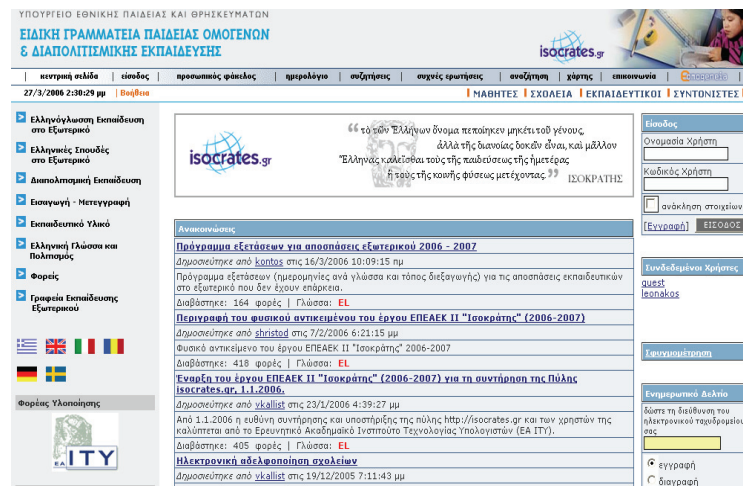 ΥΠΟΥΡΓΕΙΟ ΕΘΝΙΚΗΣ ΠΑΙΔΕΙΑΣ ΚΑΙ ΘΡΗΣΚΕΥΜΑΤΩΝ
ΕΙΔΙΚΗ ΓΡΑΜΜΑΤΕΙΑ ΠΑΙΔΕΙΑΣ ΟΜΟΓΕΝΩΝ
& ΔΙΑΠΟΛΙΤΙΣΜΙΚΗΣ ΕΚΠΑΙΔΕΥΣΗΣ
isocrates.gr
| κεντρική σελίδα | είσοδος | προσωπικός φάκελος | ημερολόγιο | συζητήσεις | συχνές ερωτήσεις | αναζήτηση | χάρτης | επικοινωνία |
27/3/2006 2:30:29 μμ | Βοήθεια
ΜΑΘΗΤΕΣ ΣΧΟΛΕΙΑ ΕΚΠΑΙΔΕΥΤΙΚΟΙ ΣΥΝΤΟΝΙΣΤΕΣ
Ελληνόγλωσση Εκπαίδευση
στο Εξωτερικό
Ελληνικές Σπουδές
στο Εξωτερικό
Διαπολιτισμική Εκπαίδευση
Εισαγωγή - Μετεγγραφή
Εκπαιδευτικό Υλικό
Ελληνική Γλώσσα και
Πολιτισμός
Φορείς
Γραφεία Εκπαίδευσης
Εξωτερικού
Φορέας Υλοποίησης
ΕΑ ΙΤΥ
isocrates.gr
“τὸ τῶν Ἑλλήνων ὄνομα πεποίηκεν μηκέτι τοῦ γένους,
ἀλλὰ τῆς διανοίας δοκεῖν εἶναι, καὶ μᾶλλον
Ἕλληνας καλεῖσθαι τοὺς τῆς παιδεύσεως τῆς ἡμετέρας
ἢ τοὺς τῆς κοινῆς φύσεως μετέχοντας.”
ΙΣΟΚΡΑΤΗΣ
Ανακοινώσεις
Πρόγραμμα εξετάσεων για αποσπάσεις εξωτερικού 2006 - 2007
Δημοσιεύτηκε από kontos στις 16/3/2006 10:09:15 πμ
Πρόγραμμα εξετάσεων (ημερομηνίες ανά γλώσσα και τόπος διεξαγωγής) για τις αποσπάσεις εκπαιδευτικών
στο εξωτερικό που δεν έχουν επάρκεια.
Διαβάστηκε: 164 φορές | Γλώσσα: EL
Περιγραφή του φυσικού αντικειμένου του έργου ΕΠΕΑΕΚ ΙΙ "Ισοκράτης" (2006-2007)
Δημοσιεύτηκε από shristod στις 7/2/2006 6:21:15 μμ
Φυσικό αντικείμενο του έργου ΕΠΕΑΕΚ ΙΙ "Ισοκράτης" 2006-2007
Διαβάστηκε: 418 φορές | Γλώσσα: EL
Έναρξη του έργου ΕΠΕΑΕΚ ΙΙ "Ισοκράτης" (2006-2007) για τη συντήρηση της Πύλης
isocrates.gr, 1.1.2006.
Δημοσιεύτηκε από vkallist στις 23/1/2006 4:39:27 μμ
Από 1.1.2006 η ευθύνη συντήρησης και υποστήριξης της πύλης http://isocrates.gr και των χρηστών της
καλύπτεται από το Ερευνητικό Ακαδημαϊκό Ινστιτούτο Τεχνολογίας Υπολογιστών (ΕΑ ΙΤΥ).
Διαβάστηκε: 405 φορές | Γλώσσα: EL
Ηλεκτρονική αδελφοποίηση σχολείων
Δημοσιεύτηκε από vkallist στις 19/12/2005 7:11:43 μμ
Είσοδος
Ονομασία Χρήστη
Κωδικός Χρήστη
ανάκληση στοιχείων
[Εγγραφή] ΕΙΣΟΔΟΣ
Συνδεδεμένοι Χρήστες
guest
leonakos
Σφυγμομέτρηση
Ενημερωτικό Δελτίο
δώστε τη διεύθυνση του
ηλεκτρονικού ταχυδρομείου
σας
εγγραφή
διαγραφή